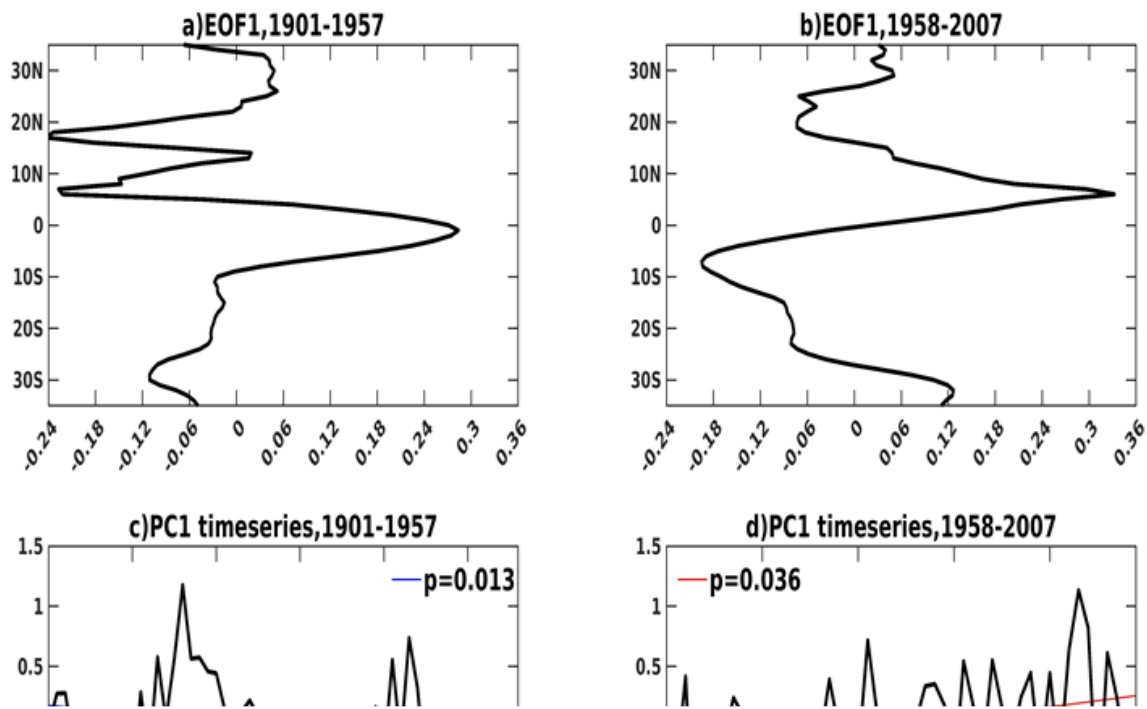 a)EOF1,1901-1957
30N
20N
10N
0
10S
20S
30S
-0.24 -0.18 -0.12 -0.06 0 0.06 0.12 0.18 0.24 0.3 0.36
b)EOF1,1958-2007
30N
20N
10N
0
10S
20S
30S
-0.24 -0.18 -0.12 -0.06 0 0.06 0.12 0.18 0.24 0.3 0.36
c)PC1 timeseries,1901-1957
1.5
1
0.5
p=0.013
d)PC1 timeseries,1958-2007
1.5
1
0.5
p=0.036